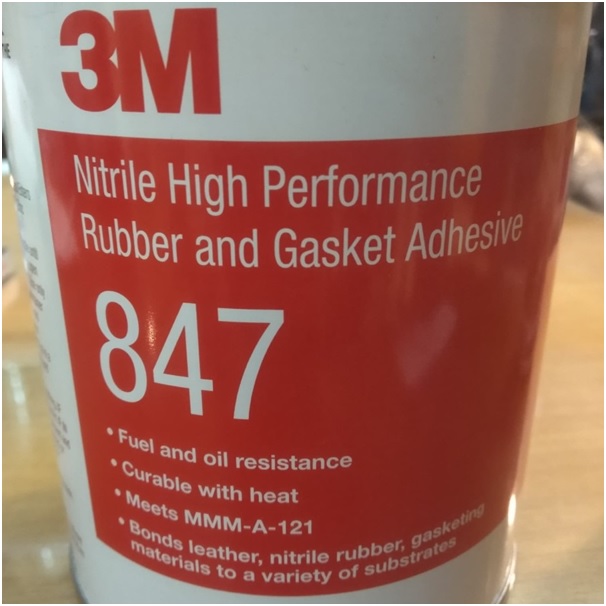 3M
Nitrile High Performance
Rubber and Gasket Adhesive
847
• Fuel and oil resistance
• Curable with heat
• Meets MMM-A-121
• Bonds leather, nitrile rubber, gasketing
materials to a variety of substrates